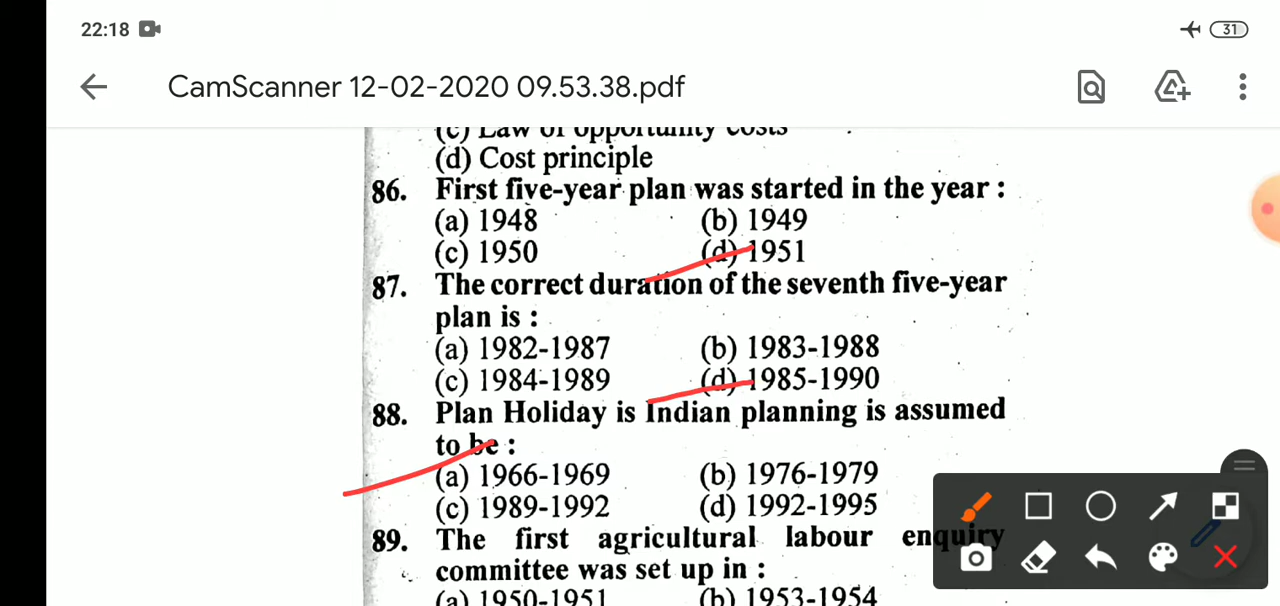 22:18
31
CamScanner 12-02-2020 09.53.38.pdf
(c) Law of opportunity costs
(d) Cost principle
86. First five-year plan was started in the year :
(a) 1948 (b) 1949
(c) 1950 (d) 1951
87. The correct duration of the seventh five-year
plan is :
(a) 1982-1987 (b) 1983-1988
(c) 1984-1989 (d) 1985-1990
88. Plan Holiday is Indian planning is assumed
to be :
(a) 1966-1969 (b) 1976-1979
(c) 1989-1992 (d) 1992-1995
89. The first agricultural labour enquiry
committee was set up in :
(a) 1950-1951 (b) 1953-1954